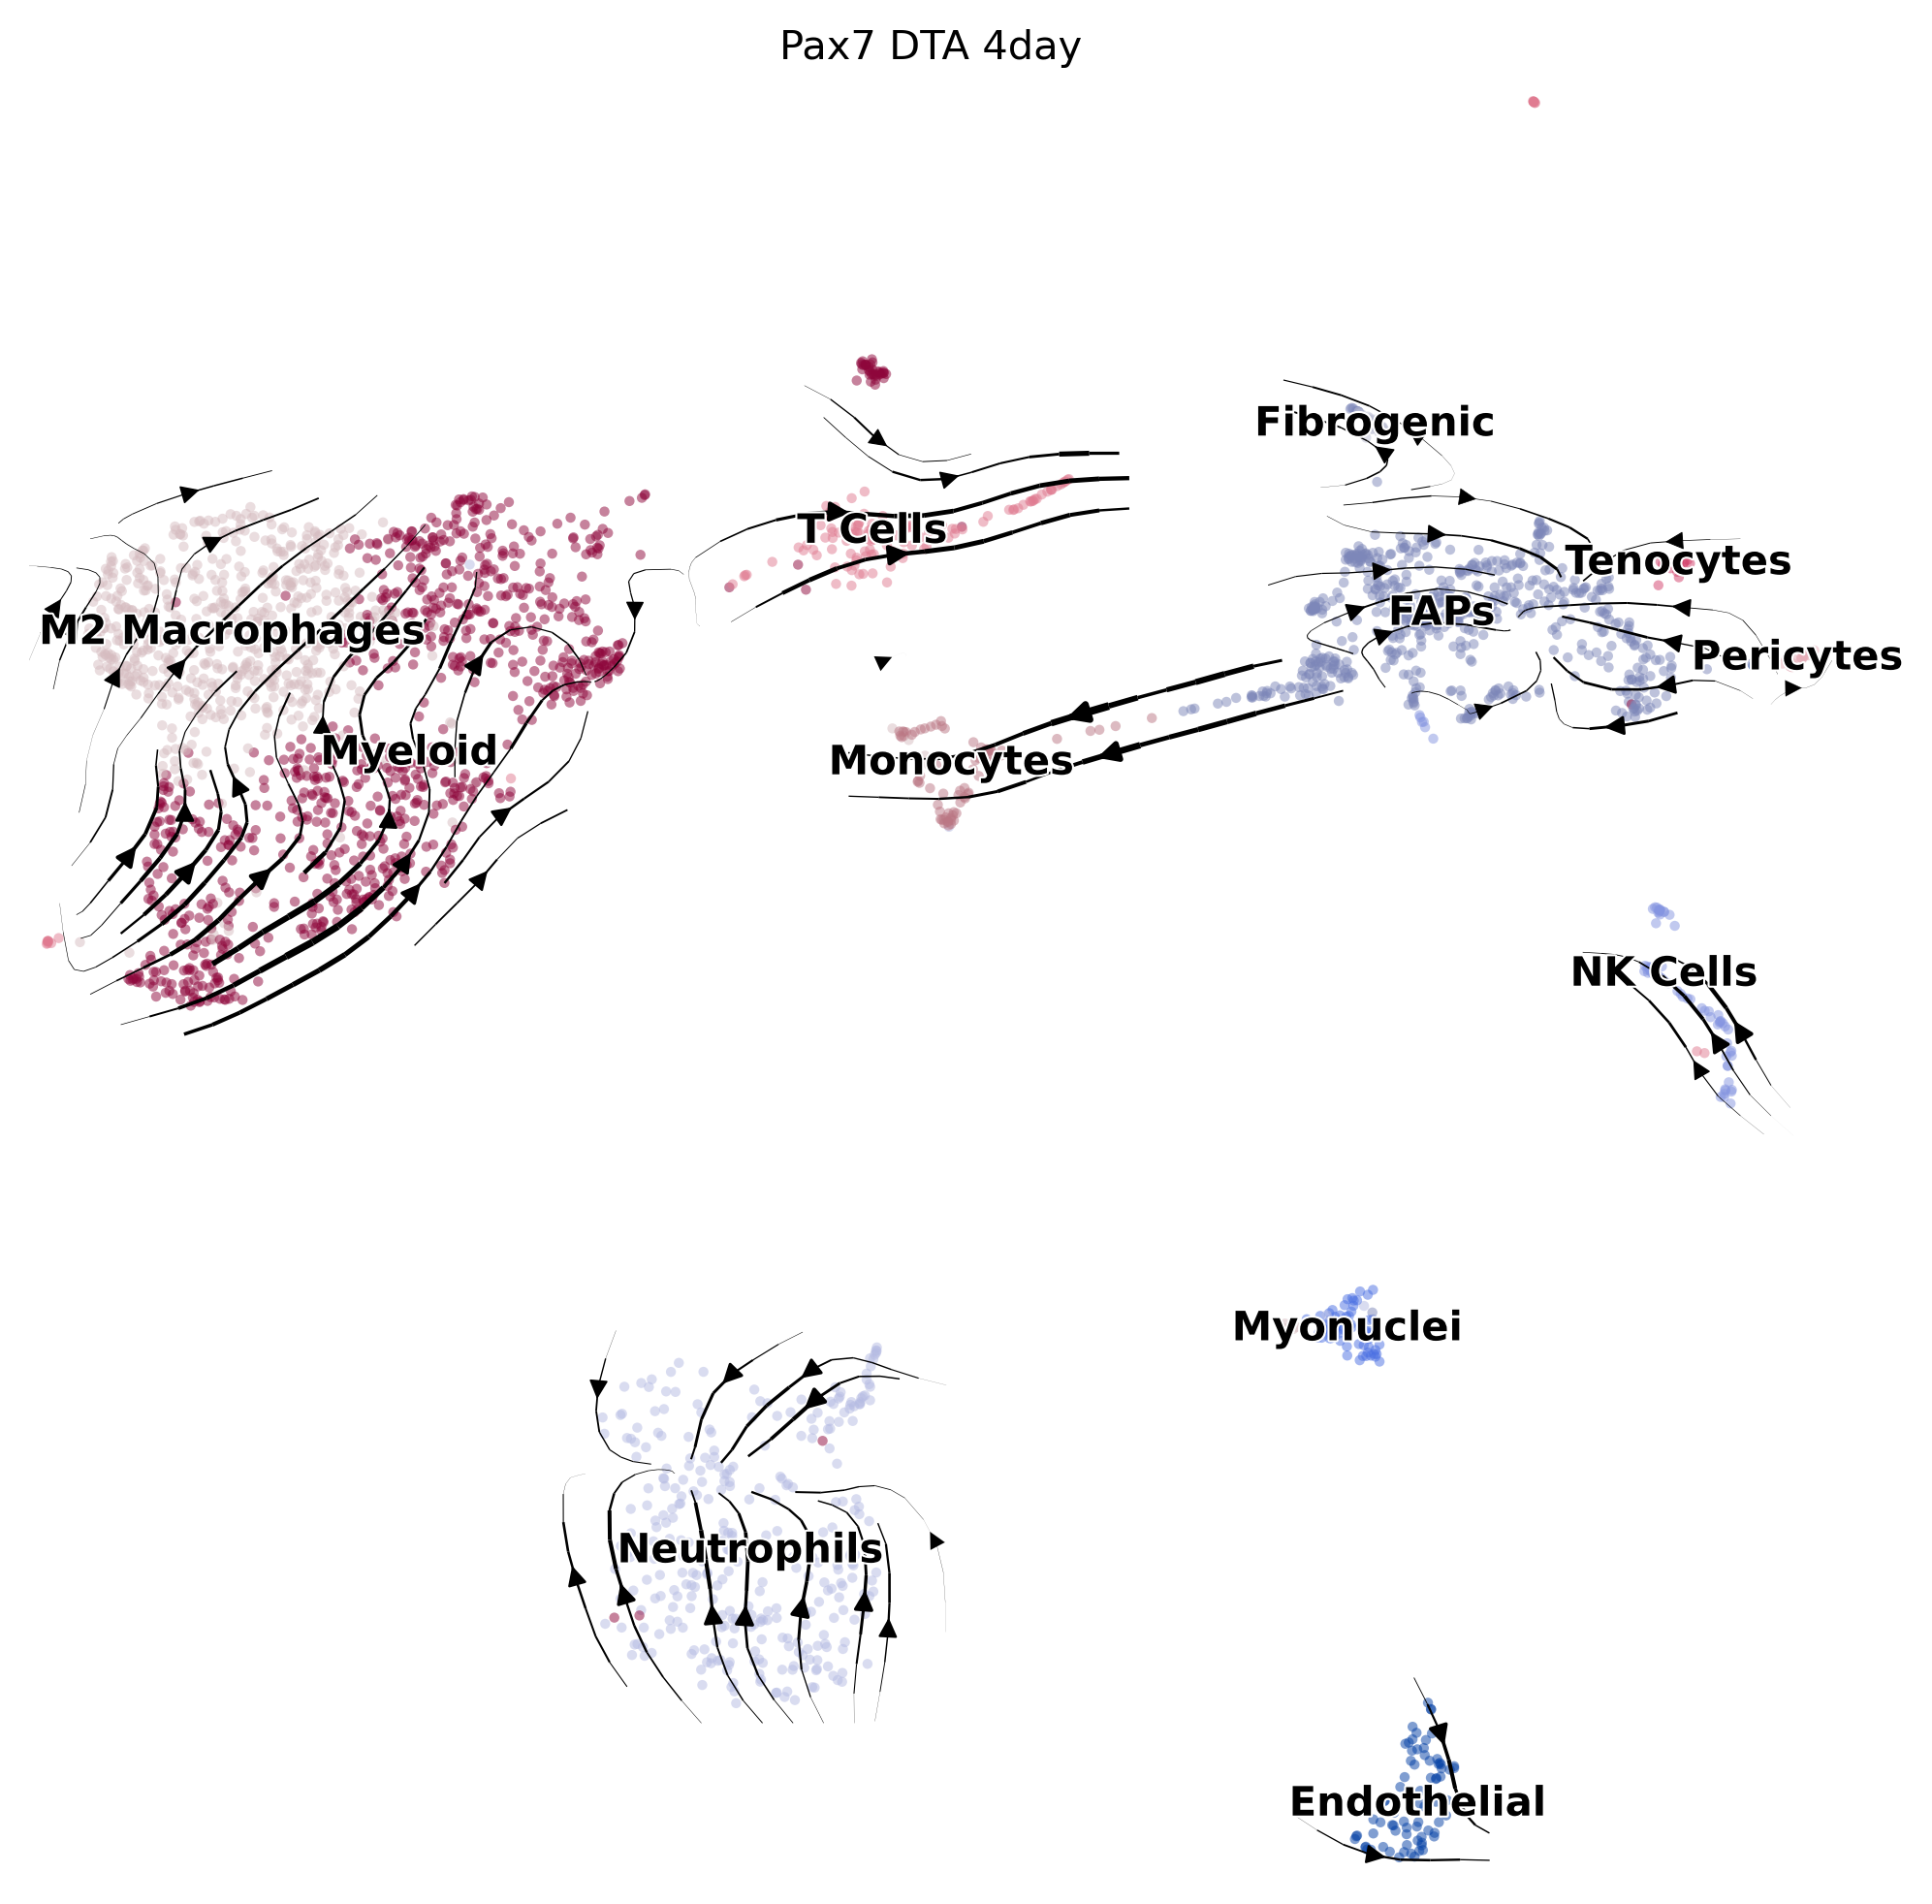 Pax7 DTA 4day
Fibrogenic
T Cells
Tenocytes
FAPs
M2 Macrophages
Pericytes
Myeloid
Monocytes
NK Cells
Myonuclei
Neutrophils
Endothelial